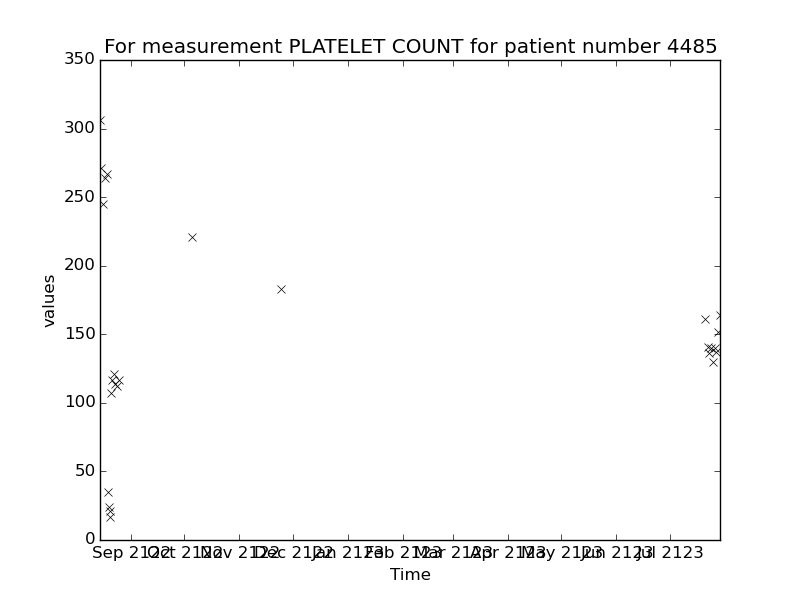 For measurement PLATELET COUNT for patient number 4485
350
300
250
200
150
100
50
0
values
Sep 2122 Oct 2122 Nov 2122 Dec 2122 Jan 2123 Feb 2123 Mar 2123 Apr 2123 May 2123 Jun 2123 Jul 2123
Time